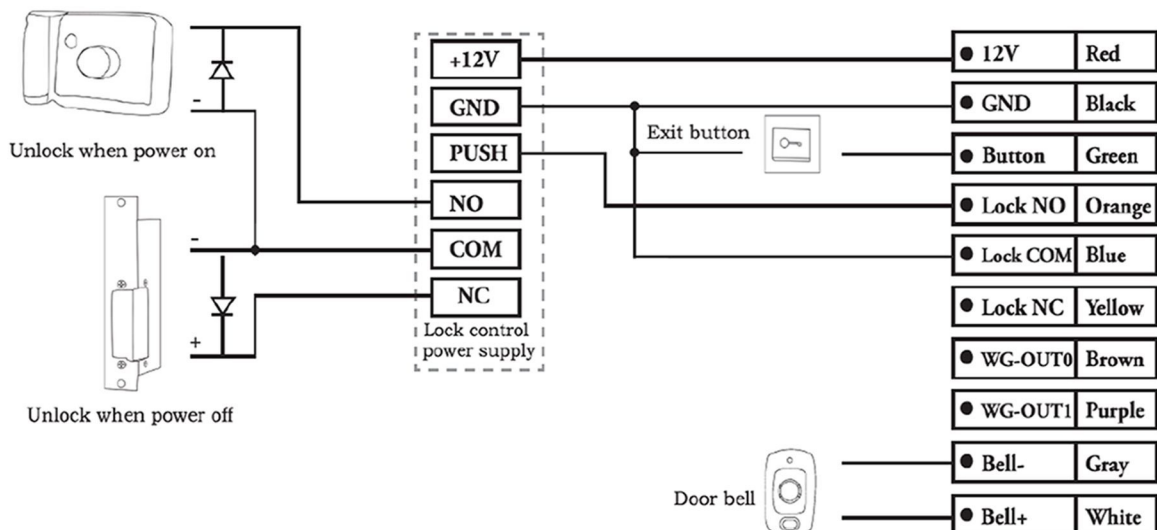 Unlock when power on
Unlock when power off
+12V
GND
PUSH
NO
COM
NC
Lock control
power supply
Exit button
Door bell
12V Red
GND Black
Button Green
Lock NO Orange
Lock COM Blue
Lock NC Yellow
WG-OUT0 Brown
WG-OUT1 Purple
Bell- Gray
Bell+ White
-
-
+